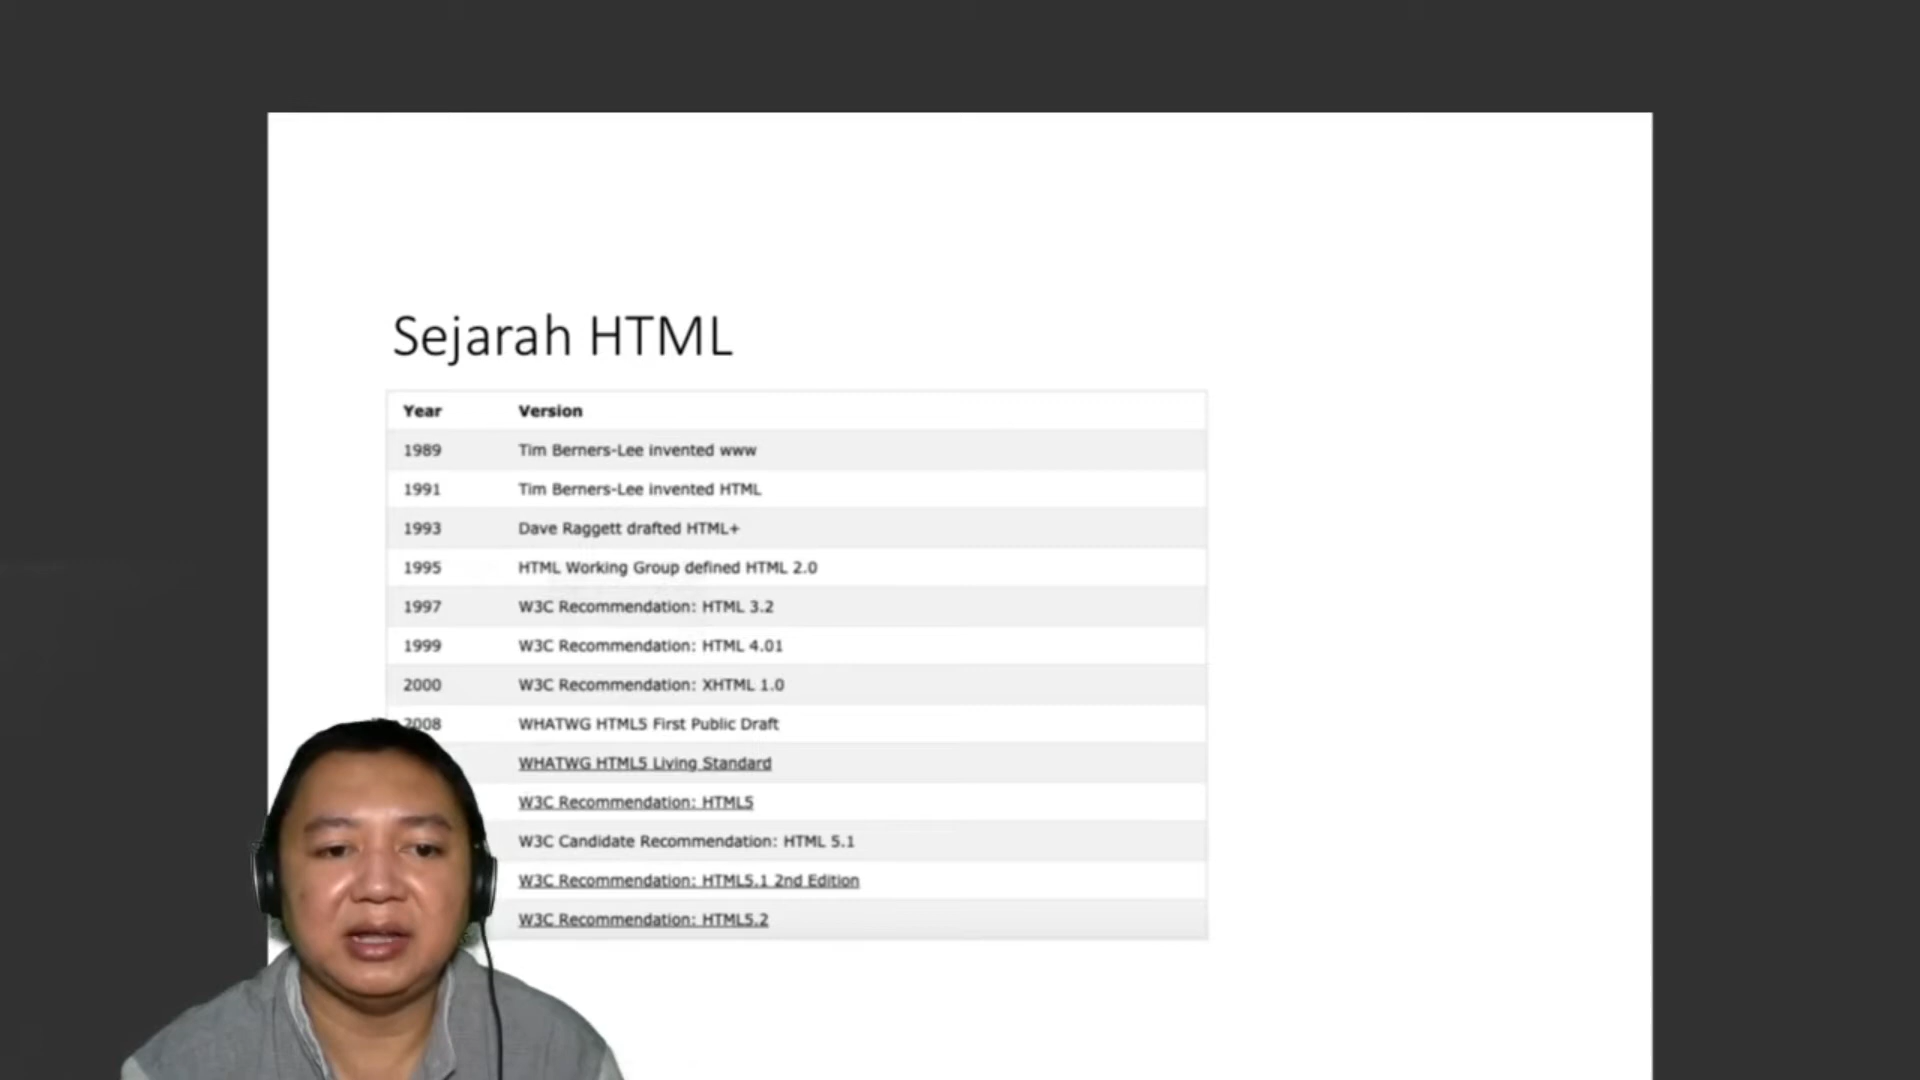 Sejarah HTML
Year Version
1989 Tim Berners-Lee invented www
1991 Tim Berners-Lee invented HTML
1993 Dave Raggett drafted HTML+
1995 HTML Working Group defined HTML 2.0
1997 W3C Recommendation: HTML 3.2
1999 W3C Recommendation: HTML 4.01
2000 W3C Recommendation: XHTML 1.0
2008 WHATWG HTML5 First Public Draft
WHATWG HTML5 Living Standard
W3C Recommendation: HTML5
W3C Candidate Recommendation: HTML 5.1
W3C Recommendation: HTML5.1 2nd Edition
W3C Recommendation: HTML5.2